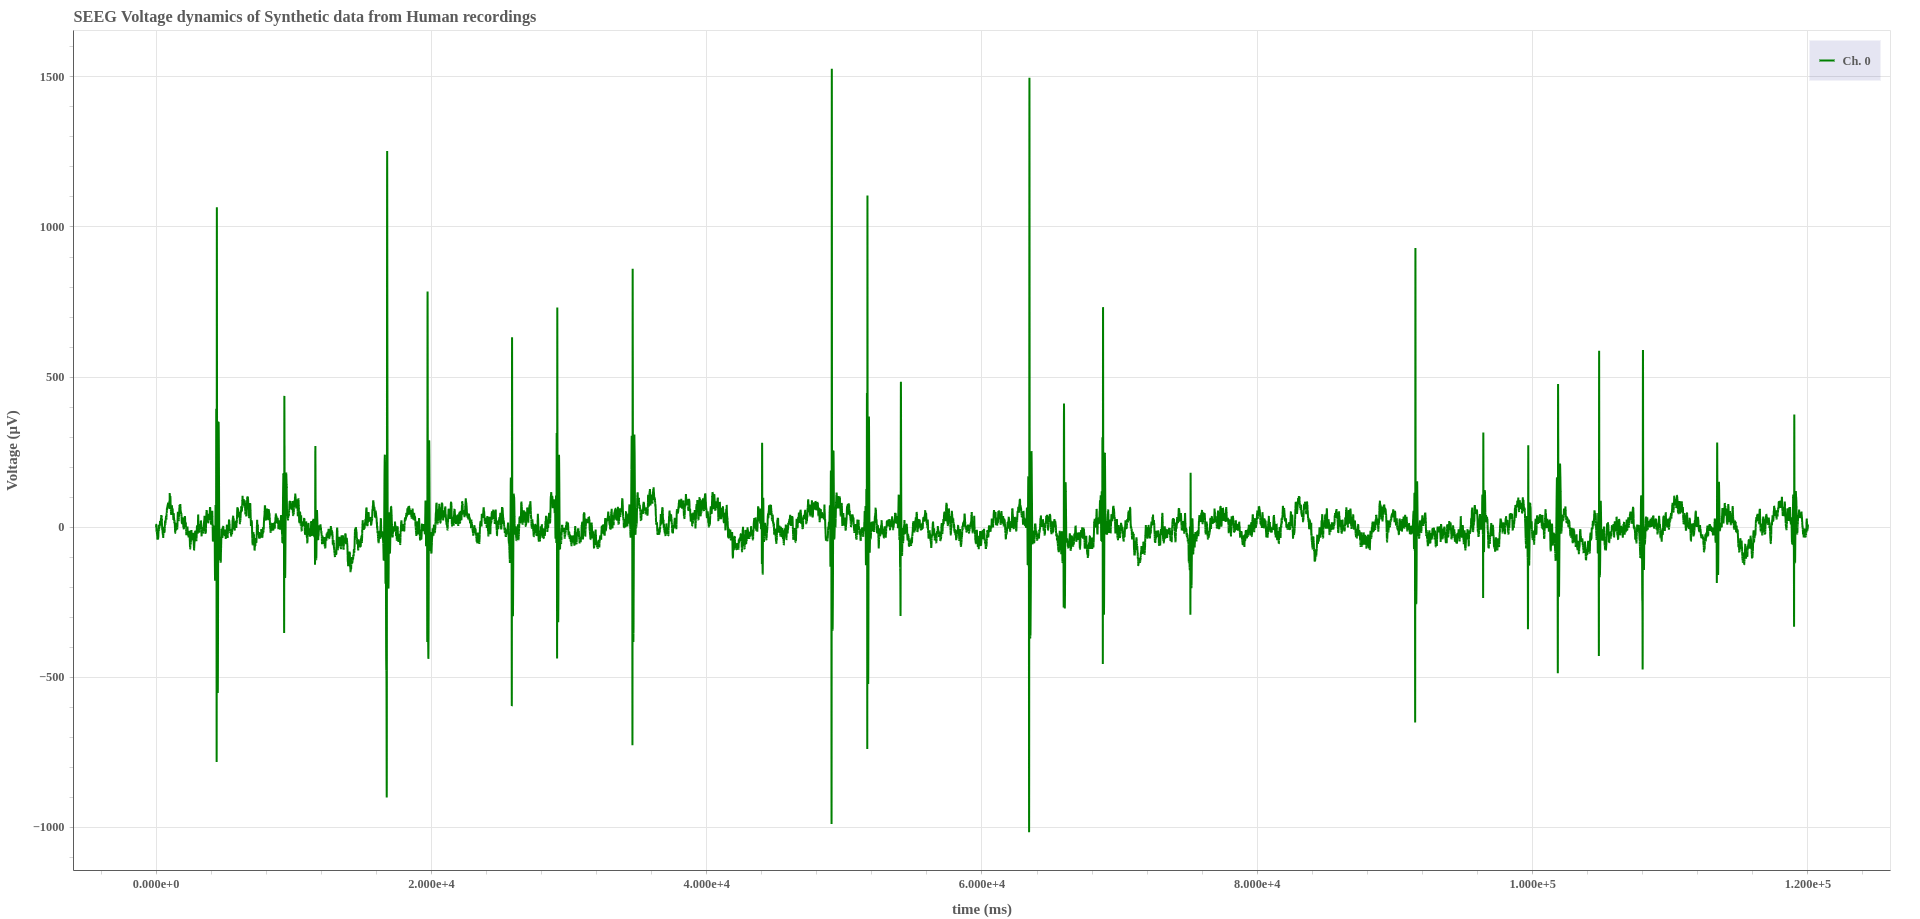 SEEG Voltage dynamics of Synthetic data from Human recordings
Ch. 0
1500
1000
500
0
−500
−1000
Voltage (µV)
0.000e+0 2.000e+4 4.000e+4 6.000e+4 8.000e+4 1.000e+5 1.200e+5
time (ms)